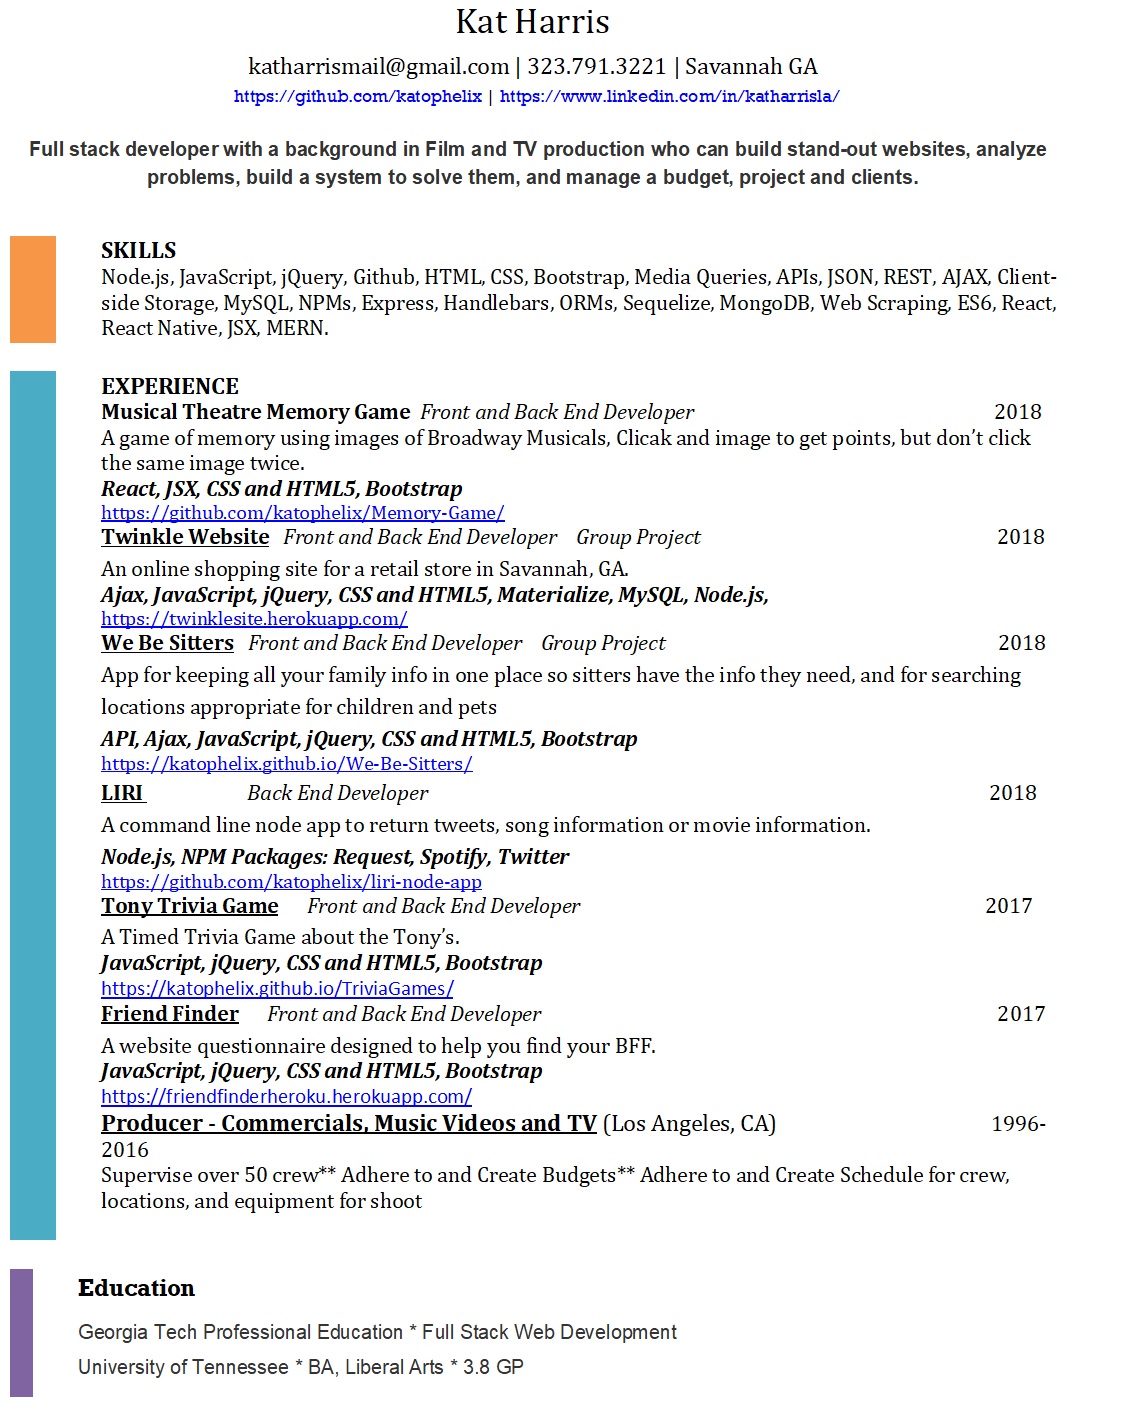 Kat Harris
katharrismail@gmail.com | 323.791.3221 | Savannah GA
https://github.com/katophelix | https://www.linkedin.com/in/katharrisla/
Full stack developer with a background in Film and TV production who can build stand-out websites, analyze
problems, build a system to solve them, and manage a budget, project and clients.
SKILLS
Node.js, JavaScript, jQuery, Github, HTML, CSS, Bootstrap, Media Queries, APIs, JSON, REST, AJAX, Client-
side Storage, MySQL, NPMs, Express, Handlebars, ORMs, Sequelize, MongoDB, Web Scraping, ES6, React,
React Native, JSX, MERN.
EXPERIENCE
Musical Theatre Memory Game Front and Back End Developer 2018
A game of memory using images of Broadway Musicals, Clicak and image to get points, but don’t click
the same image twice.
React, JSX, CSS and HTML5, Bootstrap
https://github.com/katophelix/Memory-Game/
Twinkle Website Front and Back End Developer Group Project 2018
An online shopping site for a retail store in Savannah, GA.
Ajax, JavaScript, jQuery, CSS and HTML5, Materialize, MySQL, Node.js,
https://twinklesite.herokuapp.com/
We Be Sitters Front and Back End Developer Group Project 2018
App for keeping all your family info in one place so sitters have the info they need, and for searching
locations appropriate for children and pets
API, Ajax, JavaScript, jQuery, CSS and HTML5, Bootstrap
https://katophelix.github.io/We-Be-Sitters/
LIRI Back End Developer 2018
A command line node app to return tweets, song information or movie information.
Node.js, NPM Packages: Request, Spotify, Twitter
https://github.com/katophelix/liri-node-app
Tony Trivia Game Front and Back End Developer 2017
A Timed Trivia Game about the Tony’s.
JavaScript, jQuery, CSS and HTML5, Bootstrap
https://katophelix.github.io/TriviaGames/
Friend Finder Front and Back End Developer 2017
A website questionnaire designed to help you find your BFF.
JavaScript, jQuery, CSS and HTML5, Bootstrap
https://friendfinderheroku.herokuapp.com/
Producer - Commercials, Music Videos and TV (Los Angeles, CA) 1996-
2016
Supervise over 50 crew** Adhere to and Create Budgets** Adhere to and Create Schedule for crew,
locations, and equipment for shoot
Education
Georgia Tech Professional Education * Full Stack Web Development
University of Tennessee * BA, Liberal Arts * 3.8 GP